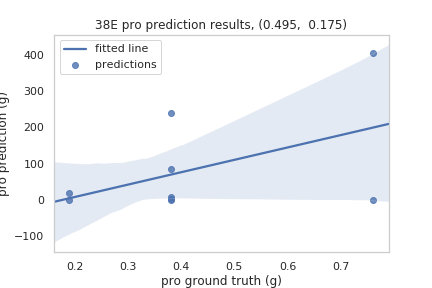 38E pro prediction results, (0.495, 0.175)
fitted line
predictions
400
300
200
100
0
−100
pro prediction (g)
0.2 0.3 0.4 0.5 0.6 0.7
pro ground truth (g)